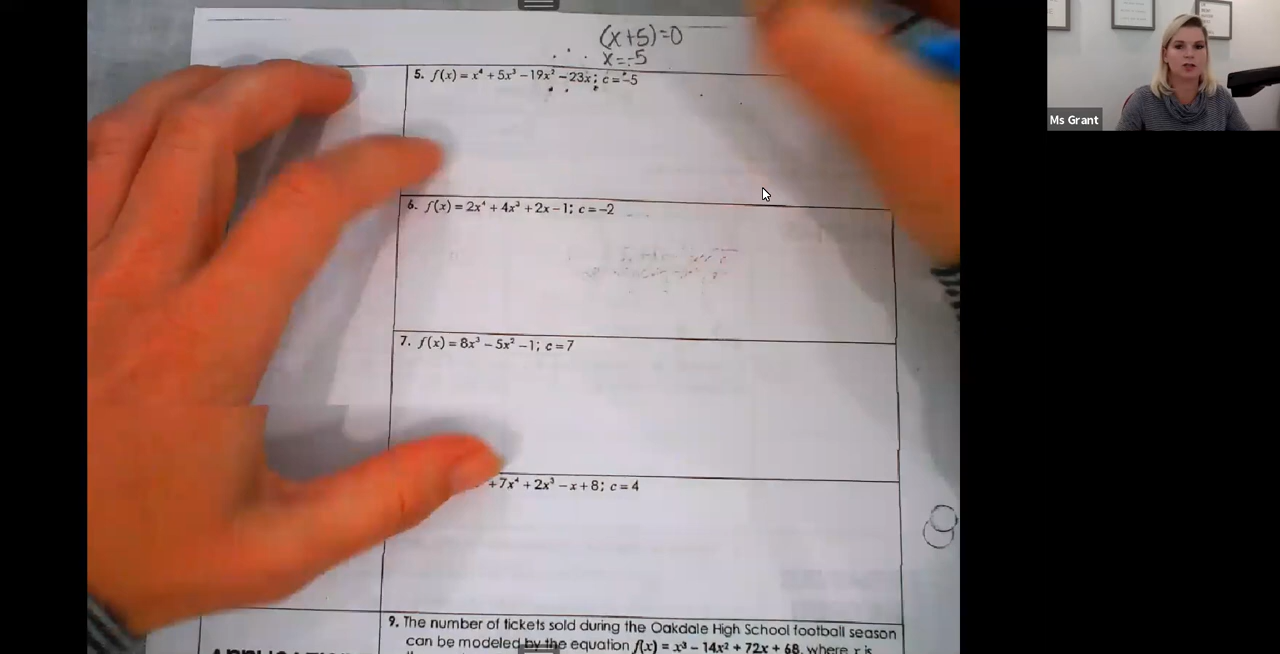 (x+5)=0
x=-5
5. f(x) = x⁴ + 5x³ − 19x² − 23x; c = −5
6. f(x) = 2x⁴ + 4x³ + 2x − 1; c = −2
7. f(x) = 8x³ − 5x² − 1; c = 7
+7x⁴ + 2x³ − x + 8; c = 4
9. The number of tickets sold during the Oakdale High School football season
can be modeled by the equation f(x) = x³ − 14x² + 72x + 68, where x is
Ms Grant